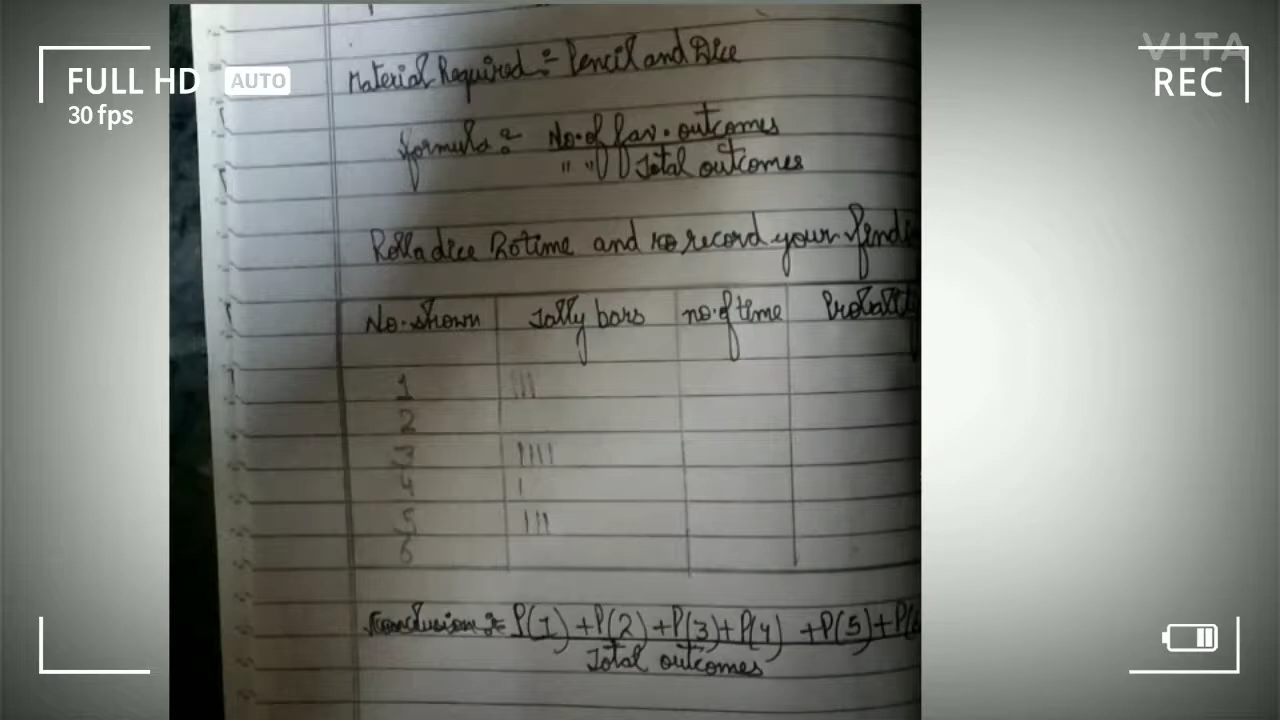 VITA
FULL HD AUTO
REC
30 fps
Material Required :- Pencil and Dice
formula :- No. of fav. outcomes
" " Total outcomes
Roll a dice 20 time and record your
No. shown Tally bars no. of time
1 |||
2
3 ||||
4 |
5 |||
6
Conclusion :- P(1) + P(2) + P(3) + P(4) + P(5) +
Total outcomes